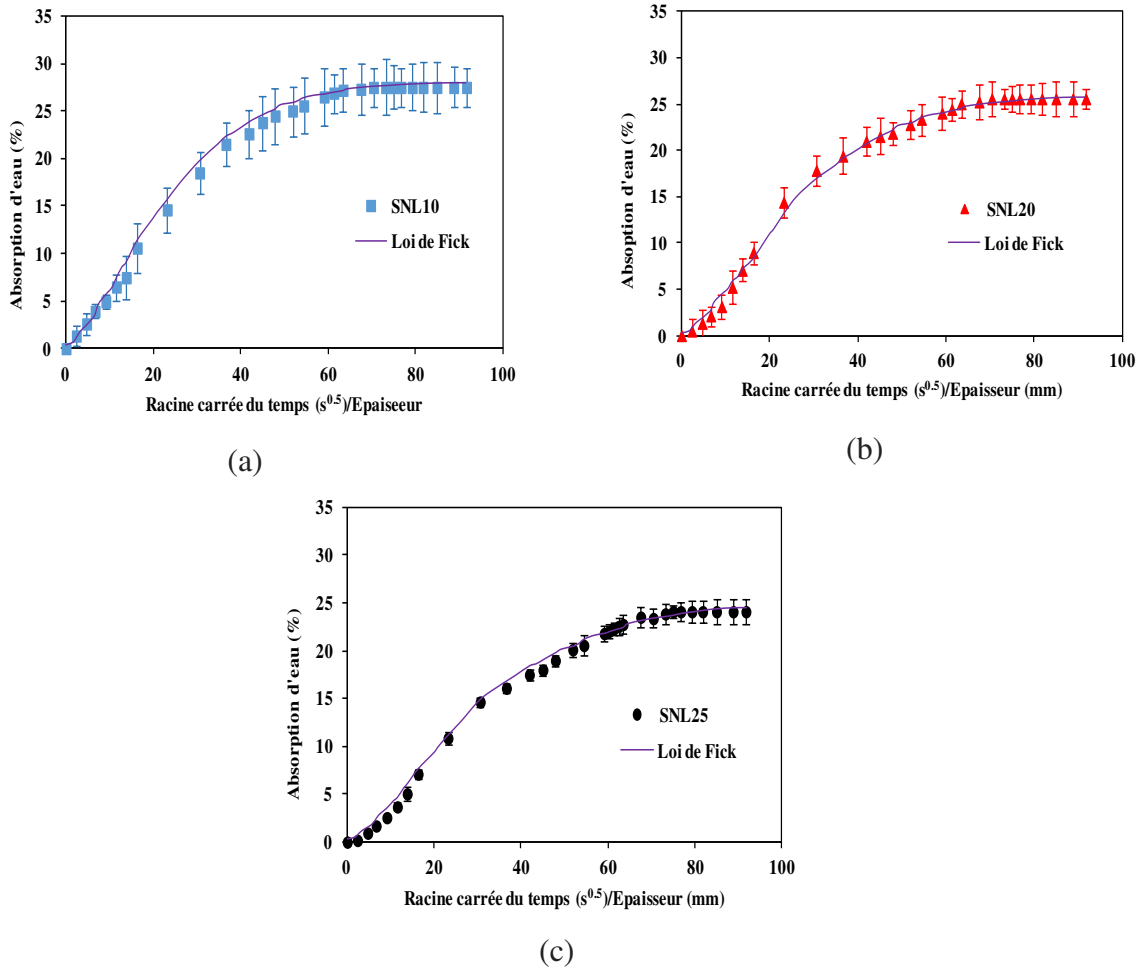 35
30
25
20
15
10
5
0
Absorption d'eau (%)
SNL10
Loi de Fick
0 20 40 60 80 100
Racine carrée du temps (s^0.5)/Epaiseeur
(a)
35
30
25
20
15
10
5
0
Absoption d'eau (%)
SNL20
Loi de Fick
0 20 40 60 80 100
Racine carrée du temps (s^0.5)/Epaisseur (mm)
(b)
35
30
25
20
15
10
5
0
Absorption d'eau (%)
SNL25
Loi de Fick
0 20 40 60 80 100
Racine carrée du temps (s^0.5)/Epaisseur (mm)
(c)